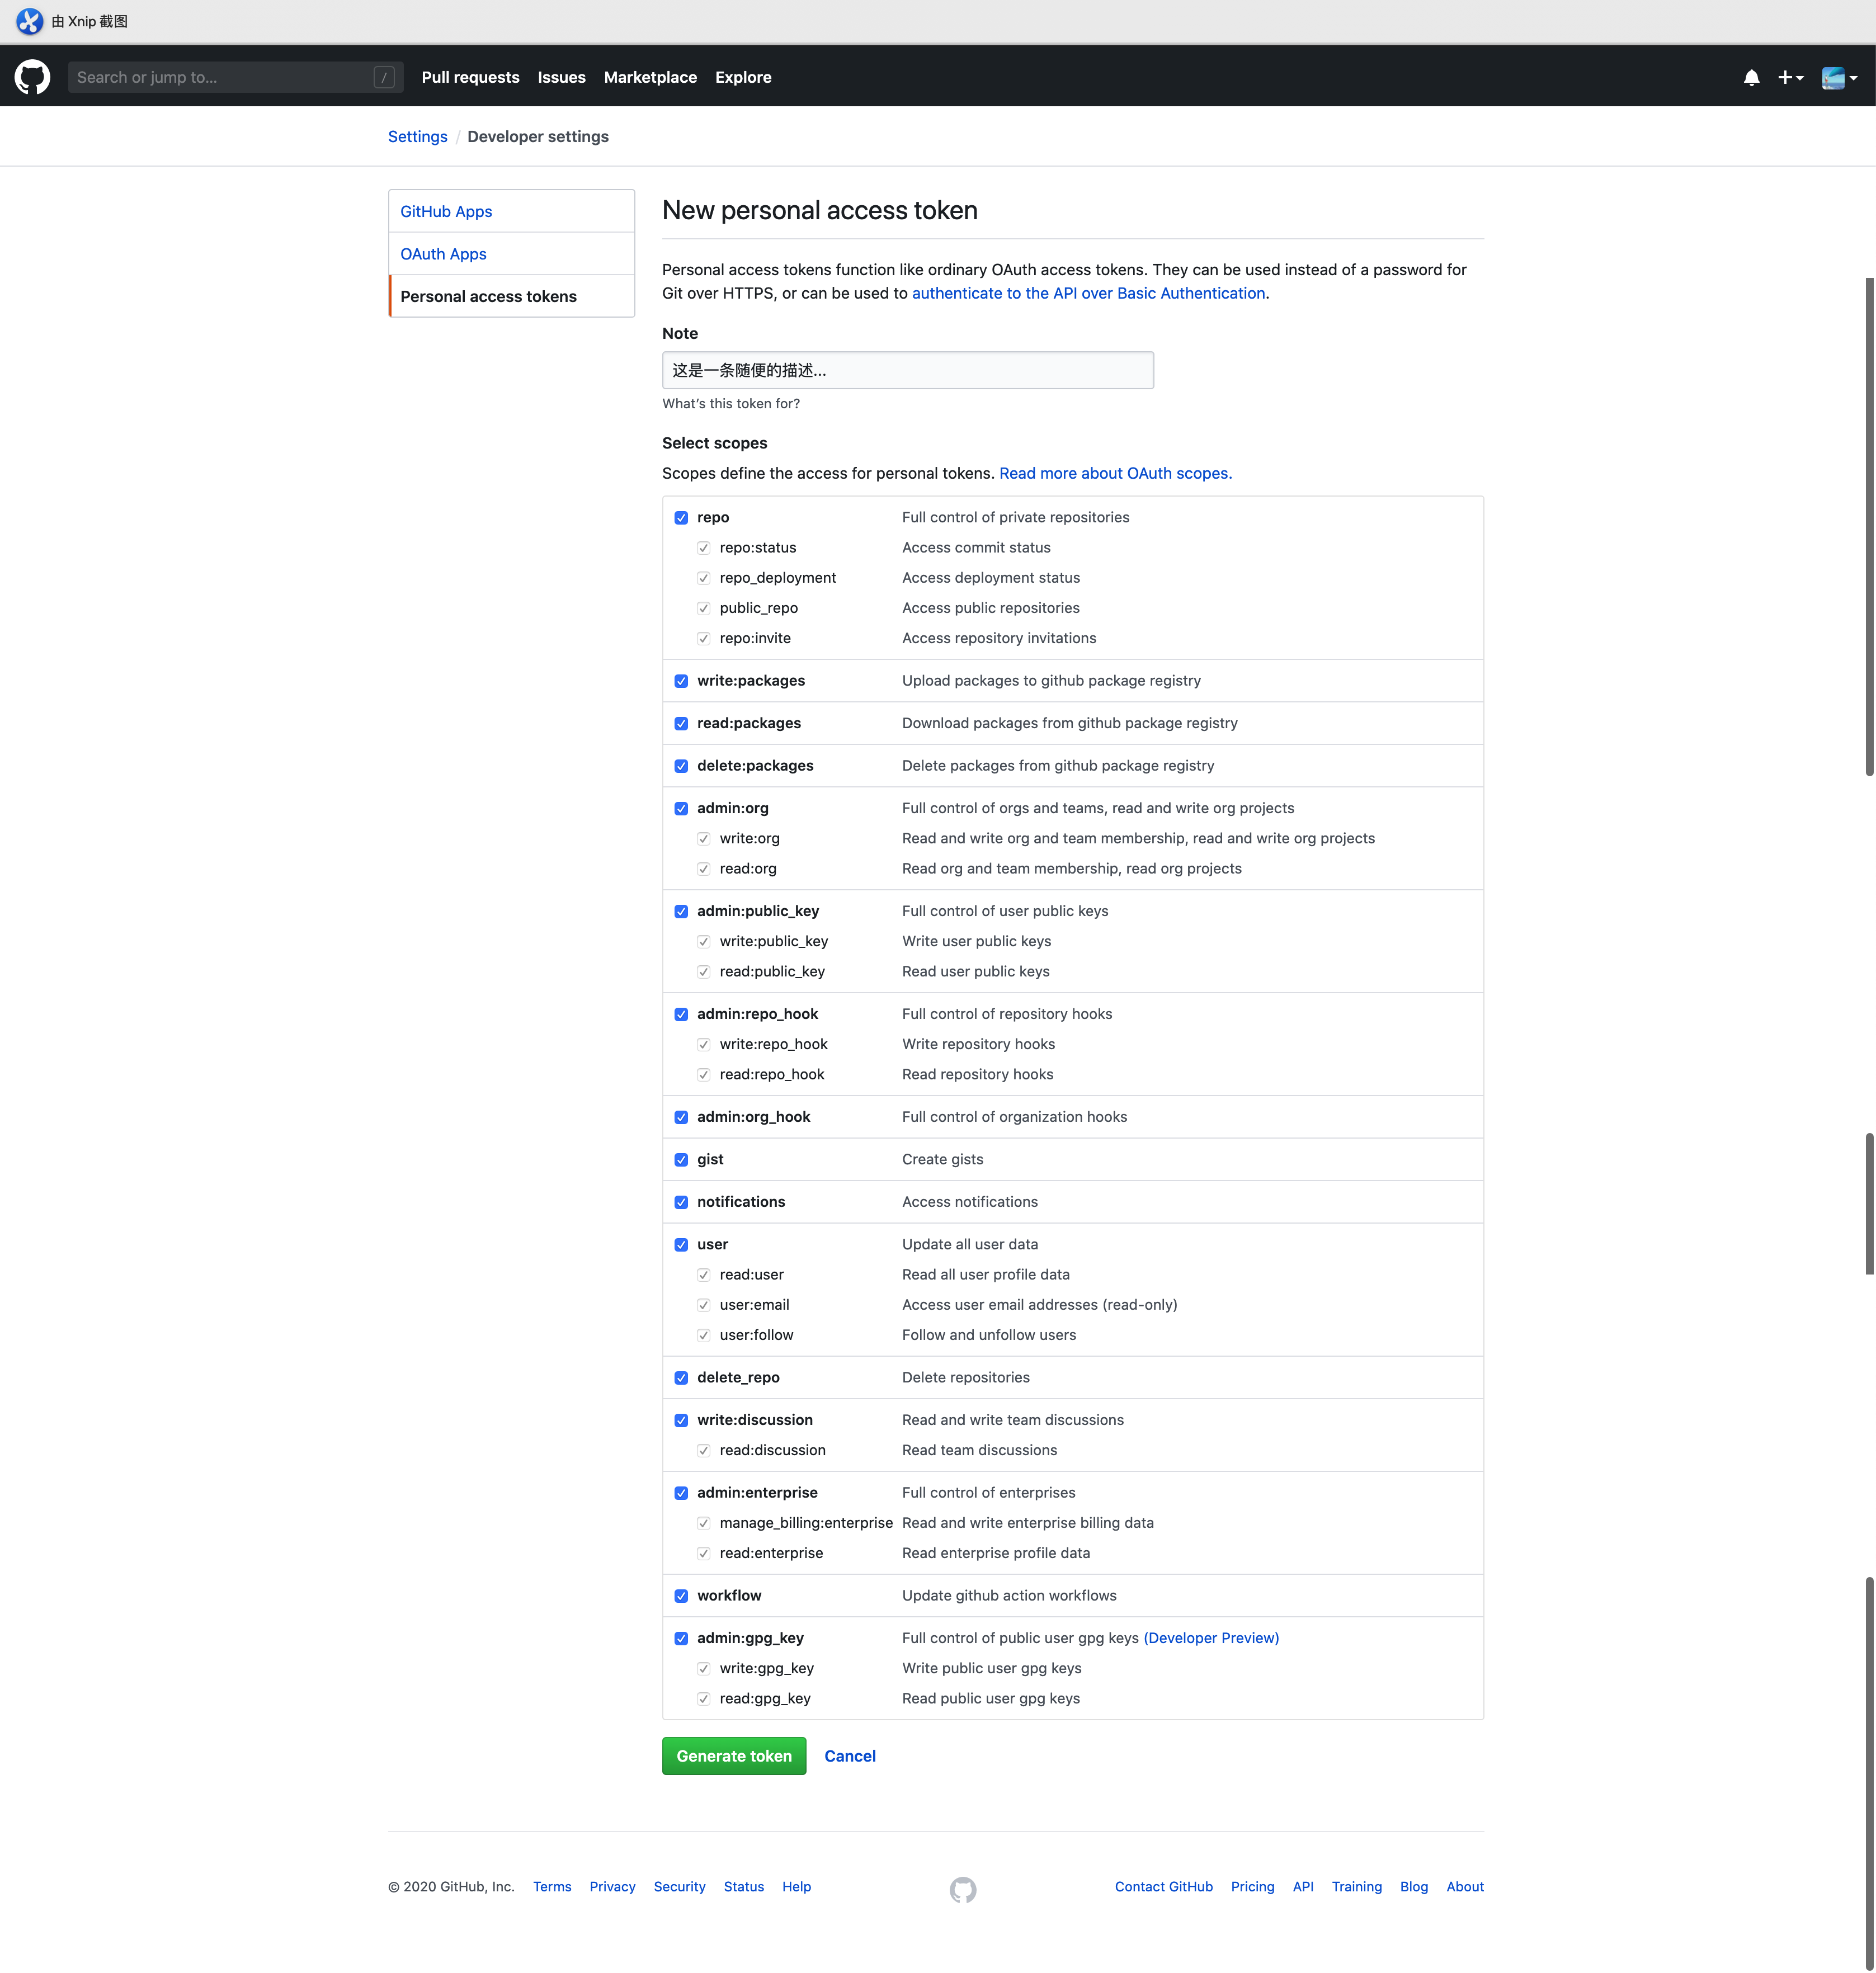 由 Xnip 截图
Search or jump to... /
Pull requests Issues Marketplace Explore
Settings / Developer settings
GitHub Apps
OAuth Apps
Personal access tokens
New personal access token
Personal access tokens function like ordinary OAuth access tokens. They can be used instead of a password for
Git over HTTPS, or can be used to authenticate to the API over Basic Authentication.
Note
这是一条随便的描述...
What's this token for?
Select scopes
Scopes define the access for personal tokens. Read more about OAuth scopes.
repo Full control of private repositories
repo:status Access commit status
repo_deployment Access deployment status
public_repo Access public repositories
repo:invite Access repository invitations
write:packages Upload packages to github package registry
read:packages Download packages from github package registry
delete:packages Delete packages from github package registry
admin:org Full control of orgs and teams, read and write org projects
write:org Read and write org and team membership, read and write org projects
read:org Read org and team membership, read org projects
admin:public_key Full control of user public keys
write:public_key Write user public keys
read:public_key Read user public keys
admin:repo_hook Full control of repository hooks
write:repo_hook Write repository hooks
read:repo_hook Read repository hooks
admin:org_hook Full control of organization hooks
gist Create gists
notifications Access notifications
user Update all user data
read:user Read all user profile data
user:email Access user email addresses (read-only)
user:follow Follow and unfollow users
delete_repo Delete repositories
write:discussion Read and write team discussions
read:discussion Read team discussions
admin:enterprise Full control of enterprises
manage_billing:enterprise Read and write enterprise billing data
read:enterprise Read enterprise profile data
workflow Update github action workflows
admin:gpg_key Full control of public user gpg keys (Developer Preview)
write:gpg_key Write public user gpg keys
read:gpg_key Read public user gpg keys
Generate token Cancel
© 2020 GitHub, Inc. Terms Privacy Security Status Help Contact GitHub Pricing API Training Blog About